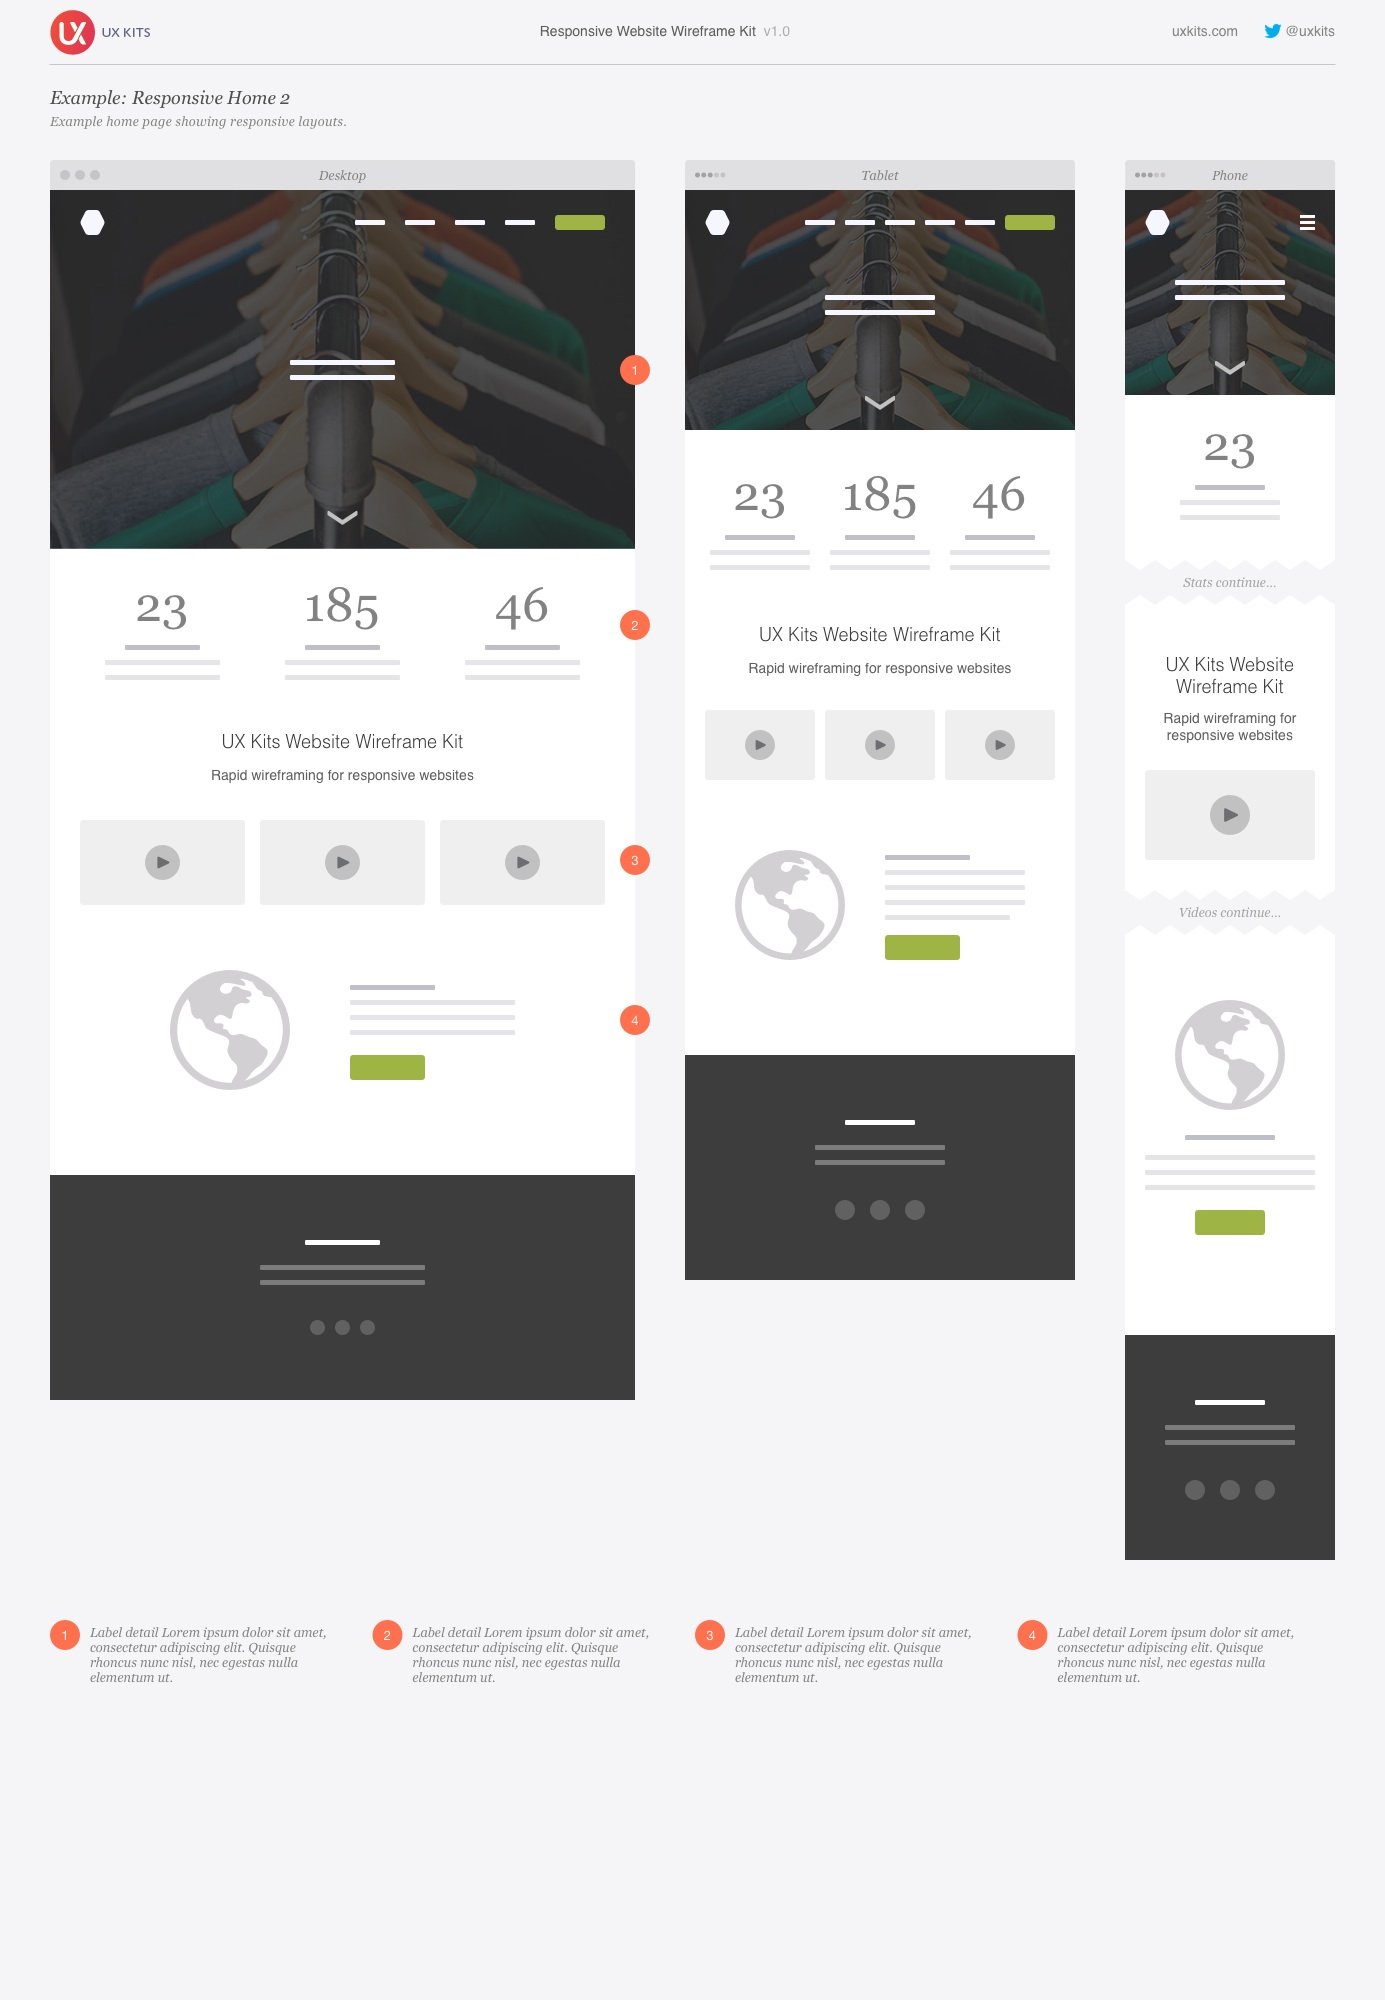 UX UX KITS
Responsive Website Wireframe Kit v1.0
uxkits.com
@uxkits
Example: Responsive Home 2
Example home page showing responsive layouts.
Desktop
1
23 185 46
2
UX Kits Website Wireframe Kit
Rapid wireframing for responsive websites
3
4
Tablet
23 185 46
UX Kits Website Wireframe Kit
Rapid wireframing for responsive websites
Phone
23
Stats continue...
UX Kits Website
Wireframe Kit
Rapid wireframing for
responsive websites
Videos continue...
1
Label detail Lorem ipsum dolor sit amet,
consectetur adipiscing elit. Quisque
rhoncus nunc nisl, nec egestas nulla
elementum ut.
2
Label detail Lorem ipsum dolor sit amet,
consectetur adipiscing elit. Quisque
rhoncus nunc nisl, nec egestas nulla
elementum ut.
3
Label detail Lorem ipsum dolor sit amet,
consectetur adipiscing elit. Quisque
rhoncus nunc nisl, nec egestas nulla
elementum ut.
4
Label detail Lorem ipsum dolor sit amet,
consectetur adipiscing elit. Quisque
rhoncus nunc nisl, nec egestas nulla
elementum ut.